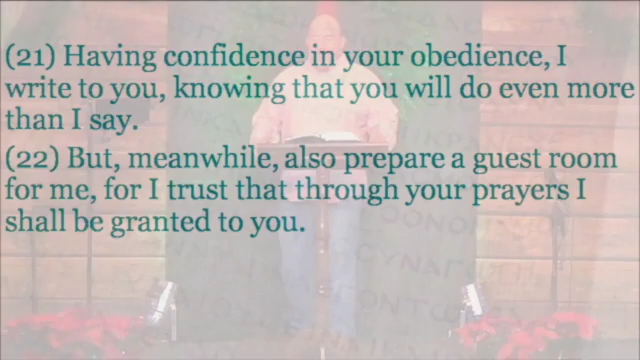 (21) Having confidence in your obedience, I
write to you, knowing that you will do even more
than I say.
(22) But, meanwhile, also prepare a guest room
for me, for I trust that through your prayers I
shall be granted to you.